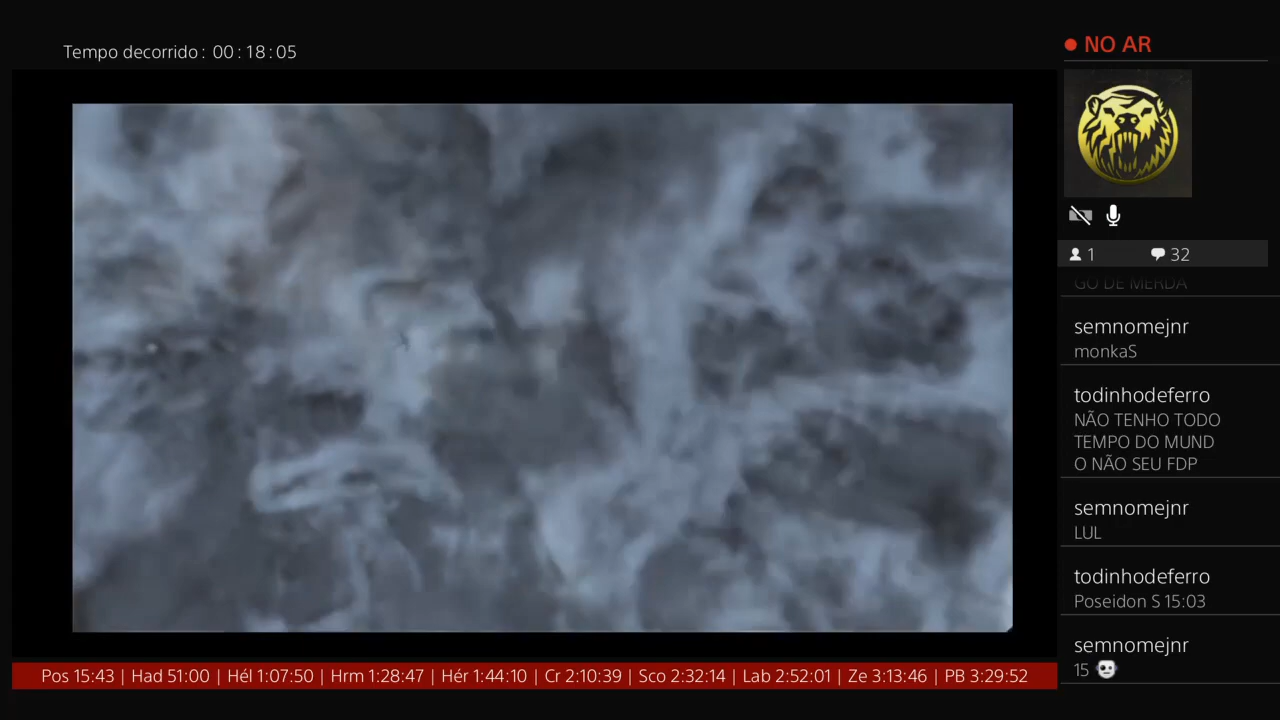 Tempo decorrido: 00:18:05
NO AR
1 32
GO DE MERDA
semnomejnr
monkaS
todinhodeferro
NÃO TENHO TODO
TEMPO DO MUND
O NÃO SEU FDP
semnomejnr
LUL
todinhodeferro
Poseidon S 15:03
semnomejnr
15
Pos 15:43 | Had 51:00 | Hél 1:07:50 | Hrm 1:28:47 | Hér 1:44:10 | Cr 2:10:39 | Sco 2:32:14 | Lab 2:52:01 | Ze 3:13:46 | PB 3:29:52